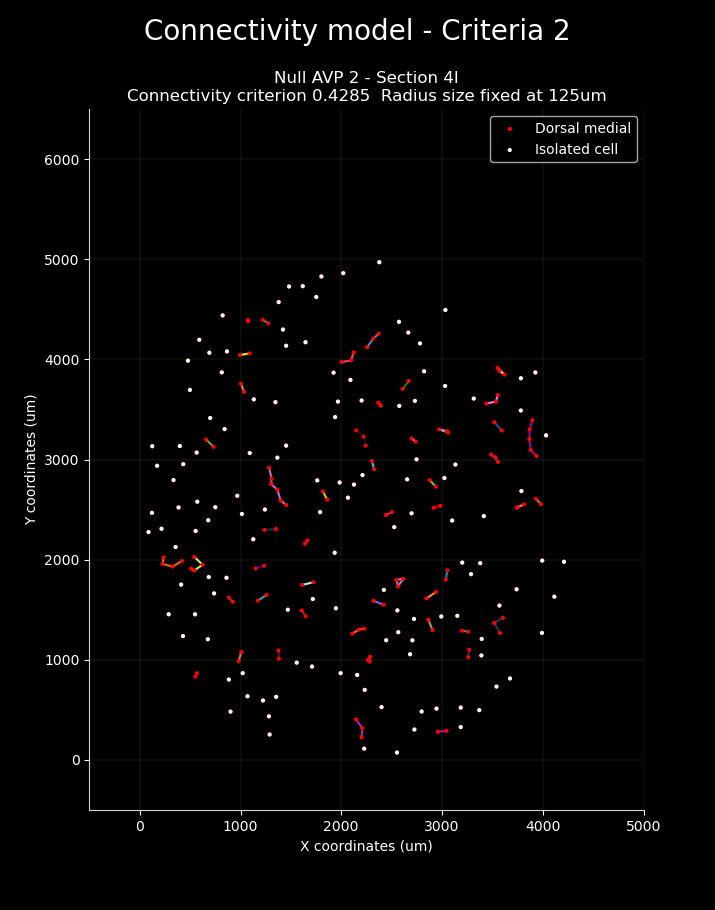 Connectivity model - Criteria 2
Null AVP 2 - Section 4l
Connectivity criterion 0.4285  Radius size fixed at 125um
Dorsal medial
Isolated cell
6000
5000
4000
3000
2000
1000
0
Y coordinates (um)
0 1000 2000 3000 4000 5000
X coordinates (um)